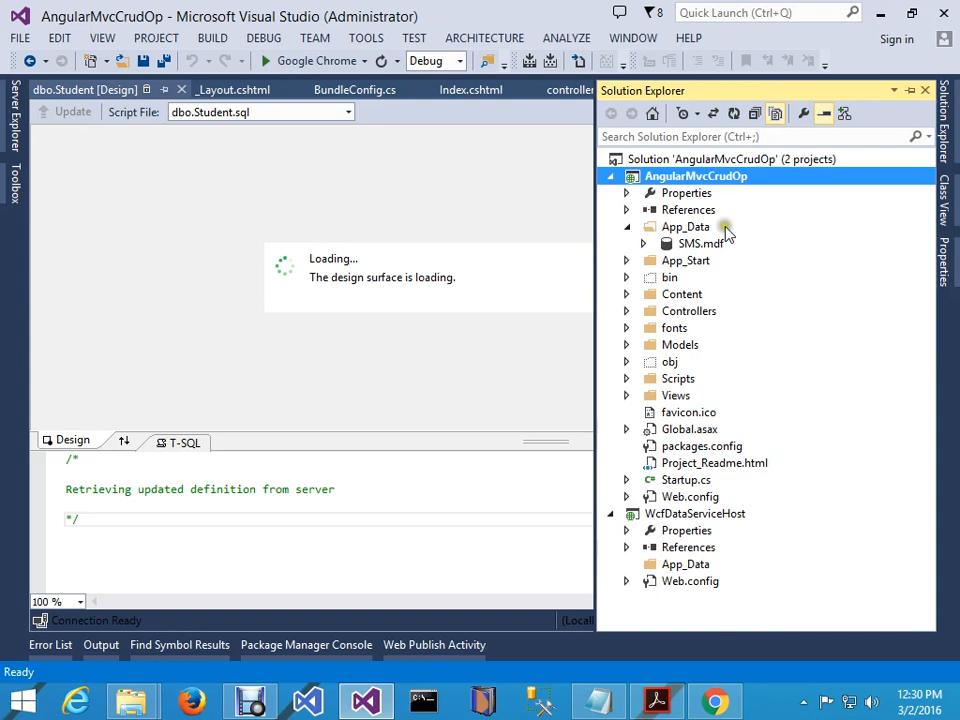 AngularMvcCrudOp - Microsoft Visual Studio (Administrator)
8
Quick Launch (Ctrl+Q)
FILE EDIT VIEW PROJECT BUILD DEBUG TEAM TOOLS TEST ARCHITECTURE ANALYZE WINDOW HELP
Sign in
Google Chrome
Debug
Server Explorer
Toolbox
dbo.Student [Design]
_Layout.cshtml
BundleConfig.cs
Index.cshtml
controlle
Update
Script File:
dbo.Student.sql
Loading...
The design surface is loading.
Design
T-SQL
/*
Retrieving updated definition from server
*/
100 %
Connection Ready
(Local
Solution Explorer
Search Solution Explorer (Ctrl+;)
Solution 'AngularMvcCrudOp' (2 projects)
AngularMvcCrudOp
Properties
References
App_Data
SMS.mdf
App_Start
bin
Content
Controllers
fonts
Models
obj
Scripts
Views
favicon.ico
Global.asax
packages.config
Project_Readme.html
Startup.cs
Web.config
WcfDataServiceHost
Properties
References
App_Data
Web.config
Solution Explorer
Class View
Properties
Error List
Output
Find Symbol Results
Package Manager Console
Web Publish Activity
Ready
12:30 PM
3/2/2016